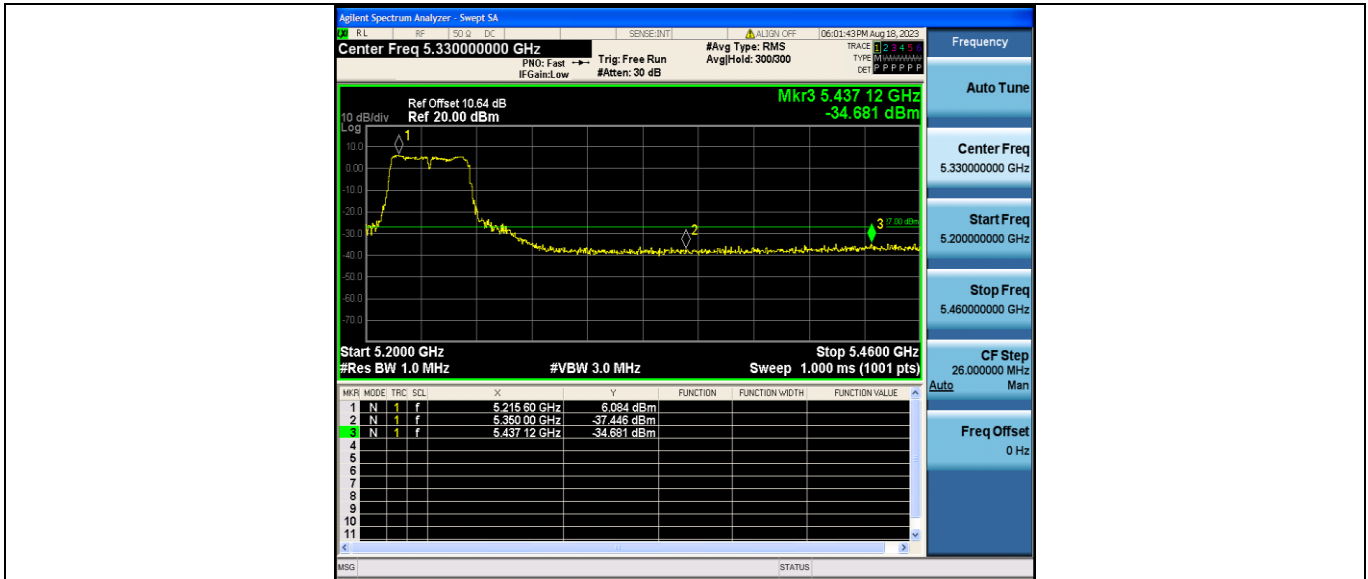 Agilent Spectrum Analyzer - Swept SA
LXI RL RF 50 Ω DC SENSE:INT ALIGN OFF 06:01:43 PM Aug 18, 2023
Center Freq 5.330000000 GHz #Avg Type: RMS TRACE 1 2 3 4 5 6
PNO: Fast Trig: Free Run Avg|Hold: 300/300 TYPE M WWWWW
IFGain:Low #Atten: 30 dB DET P P P P P P
Mkr3 5.437 12 GHz
Ref Offset 10.64 dB
10 dB/div Ref 20.00 dBm -34.681 dBm
Log
10.0
0.00
-10.0
-20.0
-30.0
-40.0
-50.0
-60.0
-70.0
1
2
3
Start 5.2000 GHz Stop 5.4600 GHz
#Res BW 1.0 MHz #VBW 3.0 MHz Sweep 1.000 ms (1001 pts)
MKR MODE TRC SCL X Y FUNCTION FUNCTION WIDTH FUNCTION VALUE
1 N 1 f 5.215 60 GHz 6.084 dBm
2 N 1 f 5.350 00 GHz -37.446 dBm
3 N 1 f 5.437 12 GHz -34.681 dBm
4
5
6
7
8
9
10
11
MSG STATUS
Frequency
Auto Tune
Center Freq
5.330000000 GHz
Start Freq
5.200000000 GHz
Stop Freq
5.460000000 GHz
CF Step
26.000000 MHz
Auto Man
Freq Offset
0 Hz